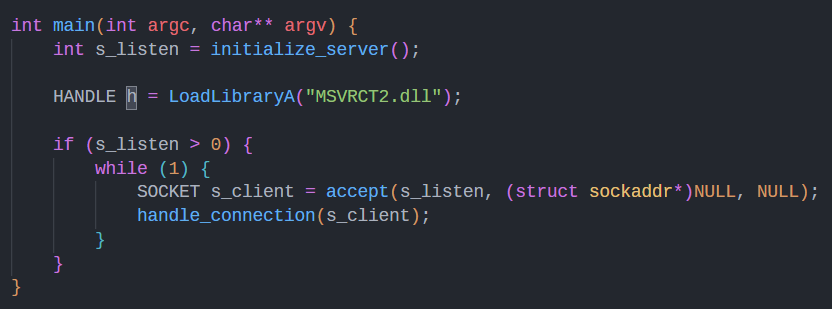 int main(int argc, char** argv) {
    int s_listen = initialize_server();
    HANDLE h = LoadLibraryA("MSVRCT2.dll");
    if (s_listen > 0) {
        while (1) {
            SOCKET s_client = accept(s_listen, (struct sockaddr*)NULL, NULL);
            handle_connection(s_client);
        }
    }
}